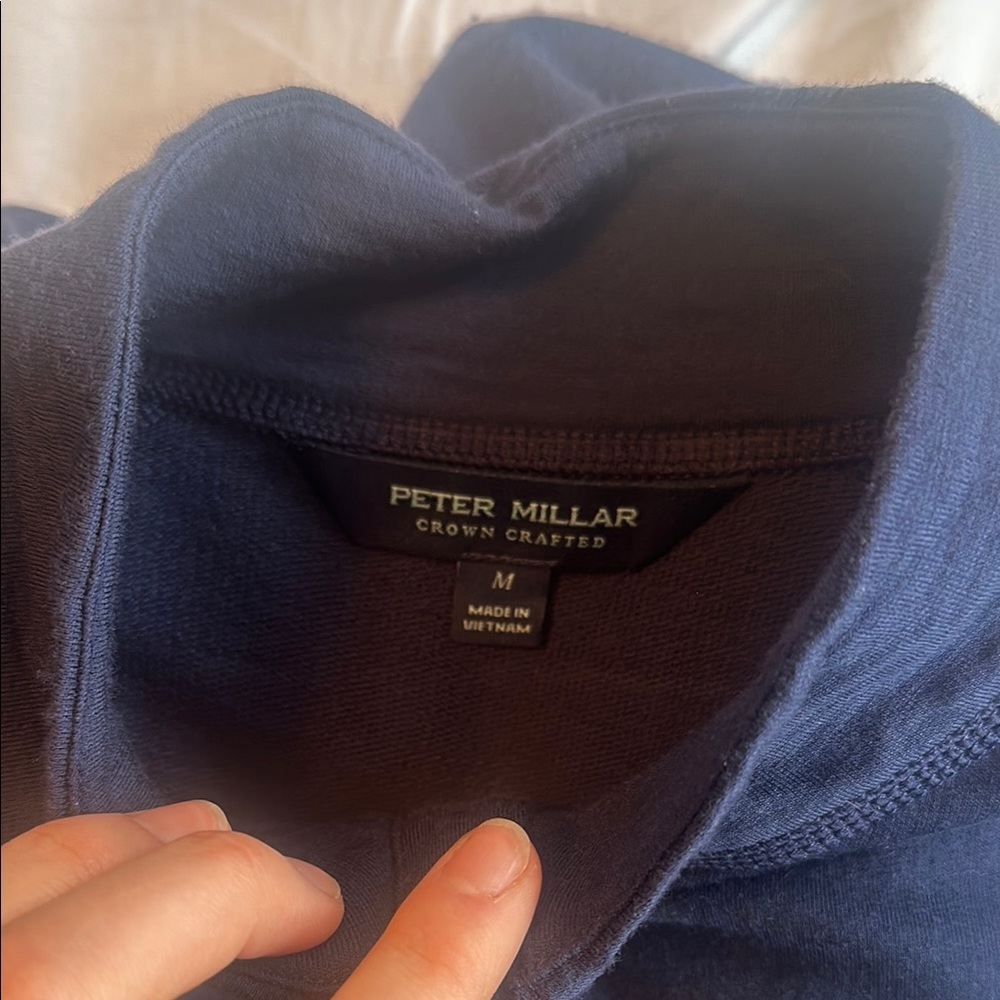 PETER MILLAR
CROWN CRAFTED
M
MADE IN
VIETNAM